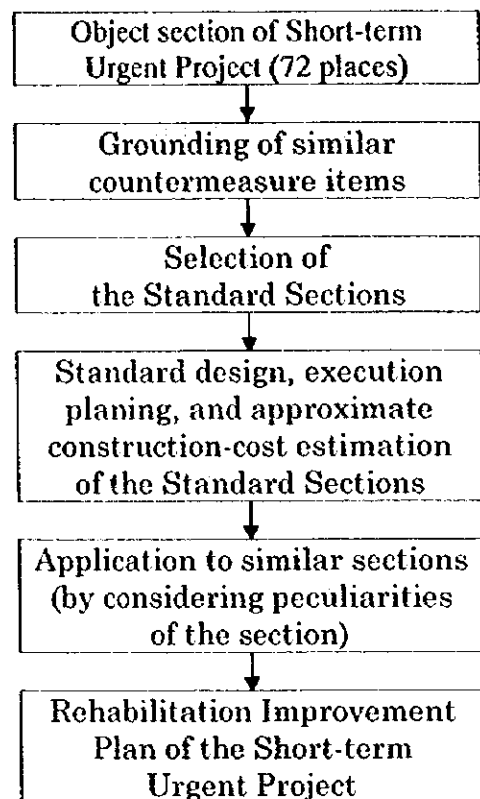 Object section of Short-term
Urgent Project (72 places)
Grounding of similar
countermeasure items
Selection of
the Standard Sections
Standard design, execution
planing, and approximate
construction-cost estimation
of the Standard Sections
Application to similar sections
(by considering peculiarities
of the section)
Rehabilitation Improvement
Plan of the Short-term
Urgent Project